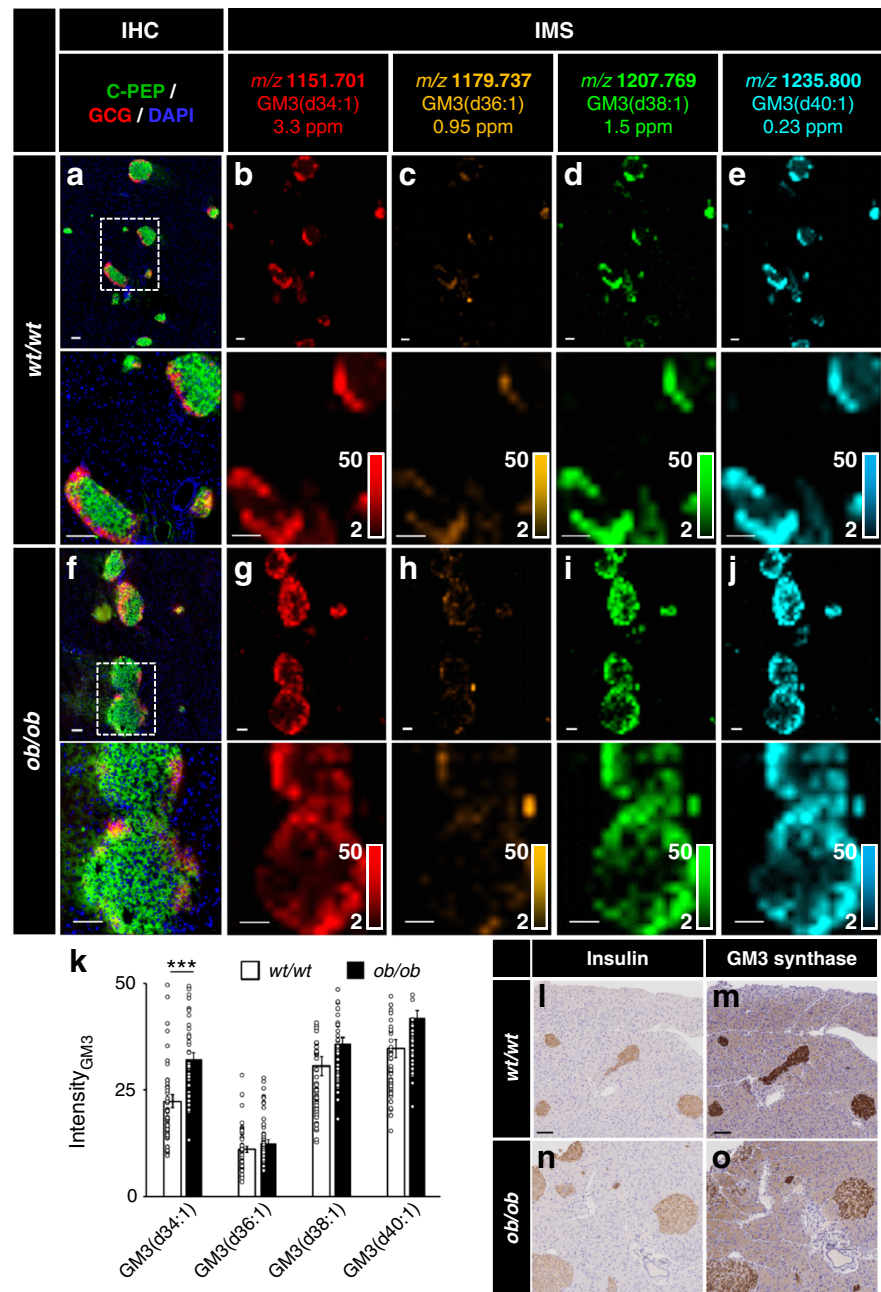 IHC
IMS
C-PEP /
GCG / DAPI
m/z 1151.701
GM3(d34:1)
3.3 ppm
m/z 1179.737
GM3(d36:1)
0.95 ppm
m/z 1207.769
GM3(d38:1)
1.5 ppm
m/z 1235.800
GM3(d40:1)
0.23 ppm
wt/wt
a
b
c
d
e
50
2
50
2
50
2
50
2
ob/ob
f
g
h
i
j
50
2
50
2
50
2
50
2
k
***
wt/wt
ob/ob
50
25
0
Intensity GM3
GM3(d34:1)
GM3(d36:1)
GM3(d38:1)
GM3(d40:1)
Insulin
GM3 synthase
wt/wt
l
m
ob/ob
n
o